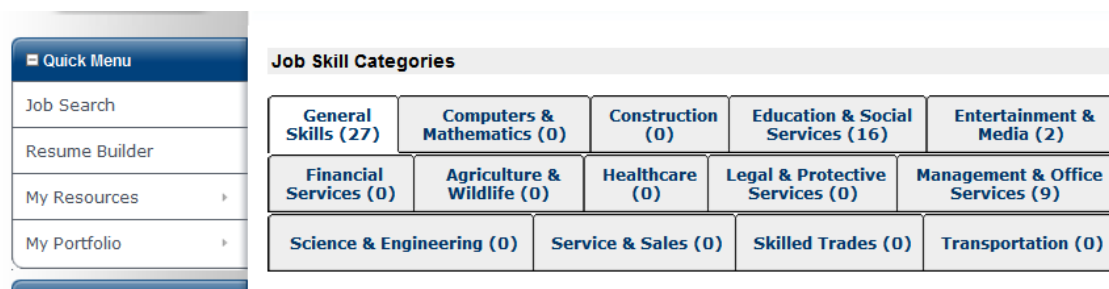 Quick Menu
Job Search
Resume Builder
My Resources
My Portfolio
Job Skill Categories
General
Skills (27)
Computers &
Mathematics (0)
Construction
(0)
Education & Social
Services (16)
Entertainment &
Media (2)
Financial
Services (0)
Agriculture &
Wildlife (0)
Healthcare
(0)
Legal & Protective
Services (0)
Management & Office
Services (9)
Science & Engineering (0)
Service & Sales (0)
Skilled Trades (0)
Transportation (0)